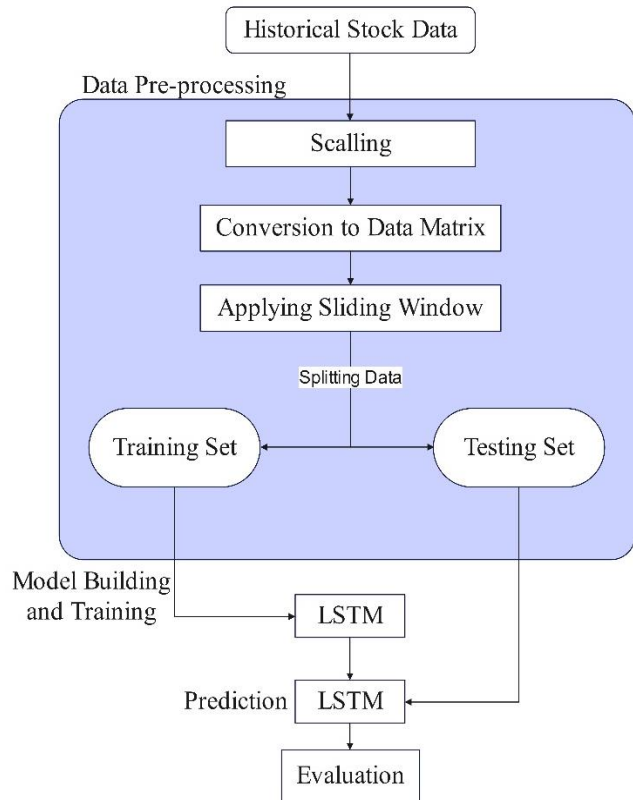 Historical Stock Data
Data Pre-processing
Scalling
Conversion to Data Matrix
Applying Sliding Window
Splitting Data
Training Set
Testing Set
Model Building
and Training
LSTM
Prediction
LSTM
Evaluation